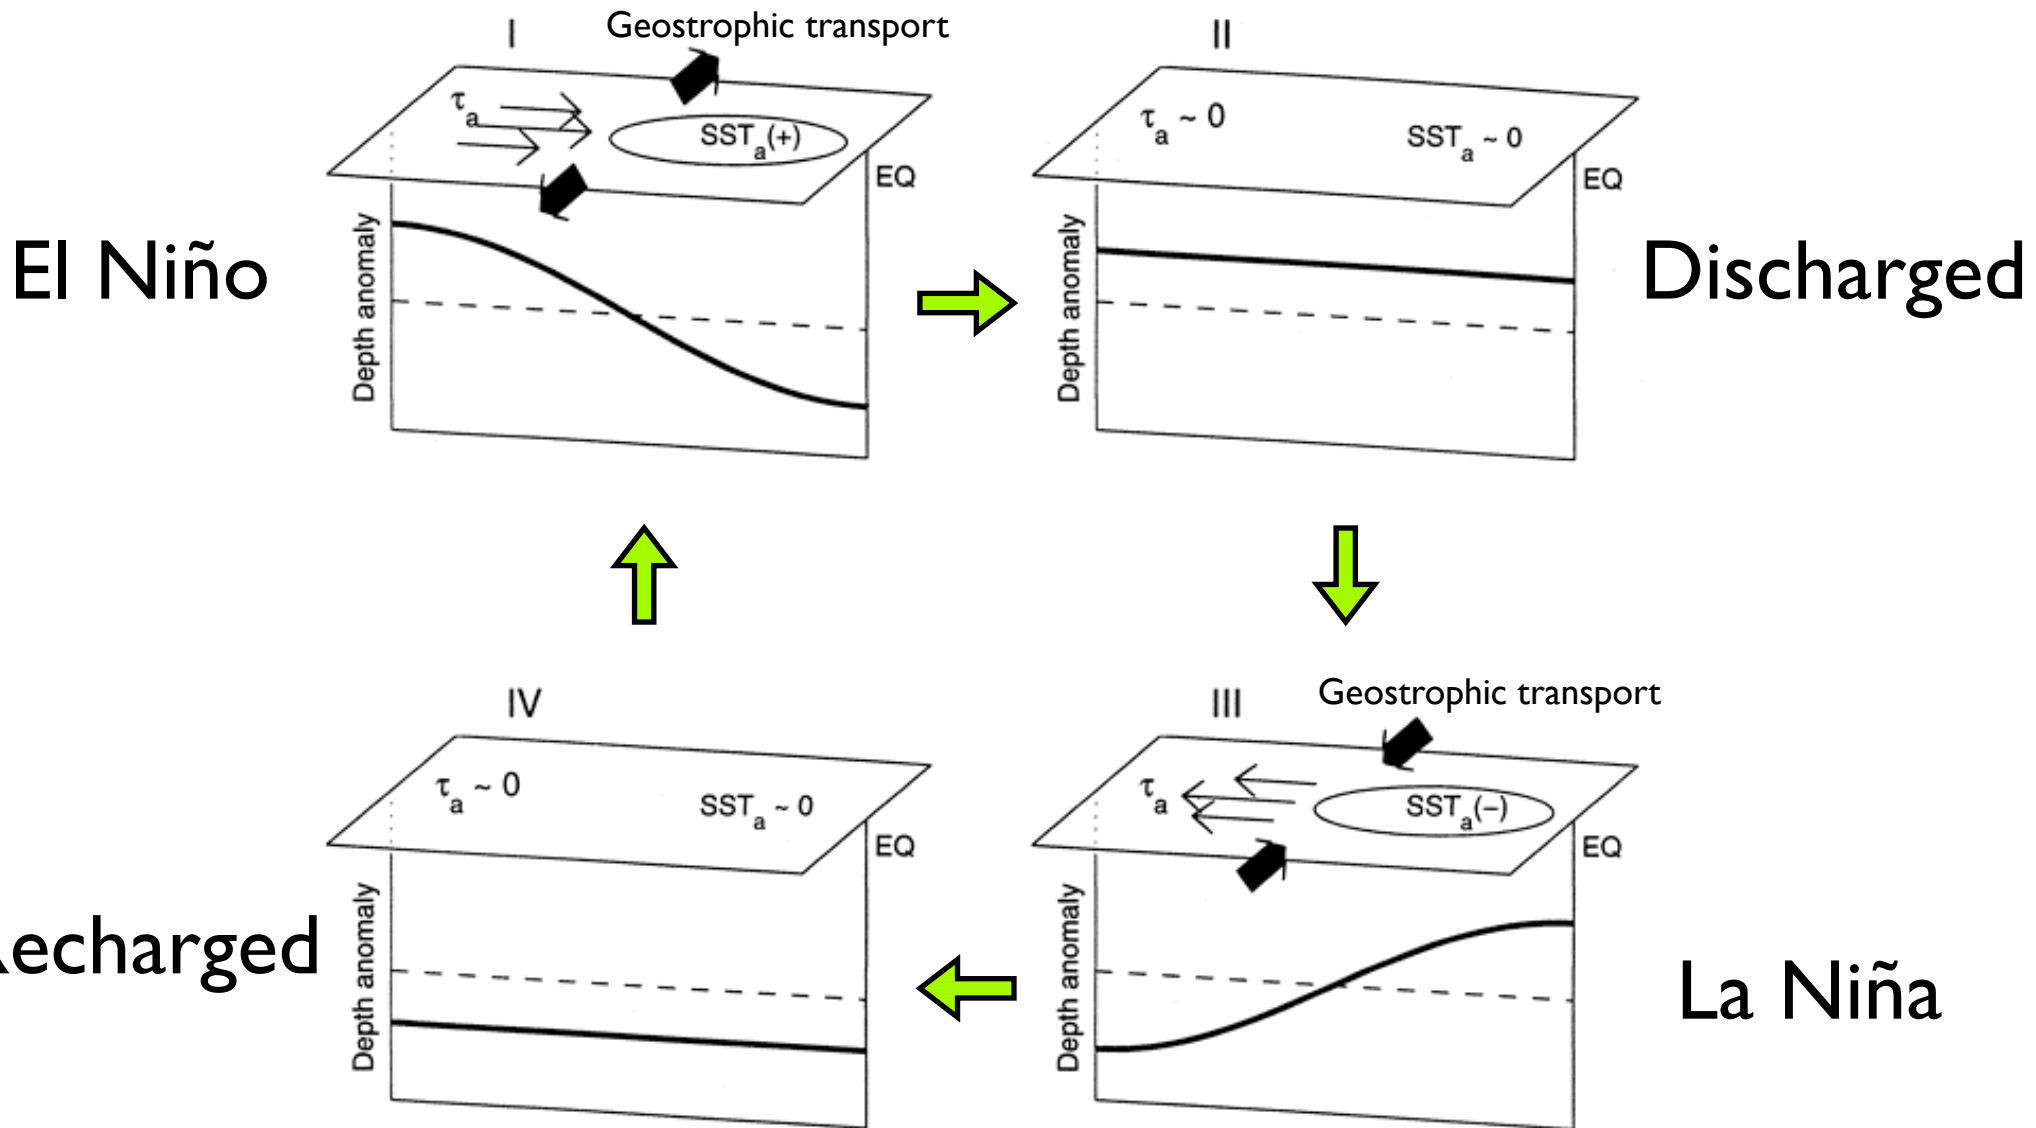 I
Geostrophic transport
τa
SSTa(+)
EQ
Depth anomaly
El Niño
II
τa ~ 0
SSTa ~ 0
EQ
Depth anomaly
Discharged
IV
τa ~ 0
SSTa ~ 0
EQ
Depth anomaly
echarged
III
Geostrophic transport
τa
SSTa(–)
EQ
Depth anomaly
La Niña